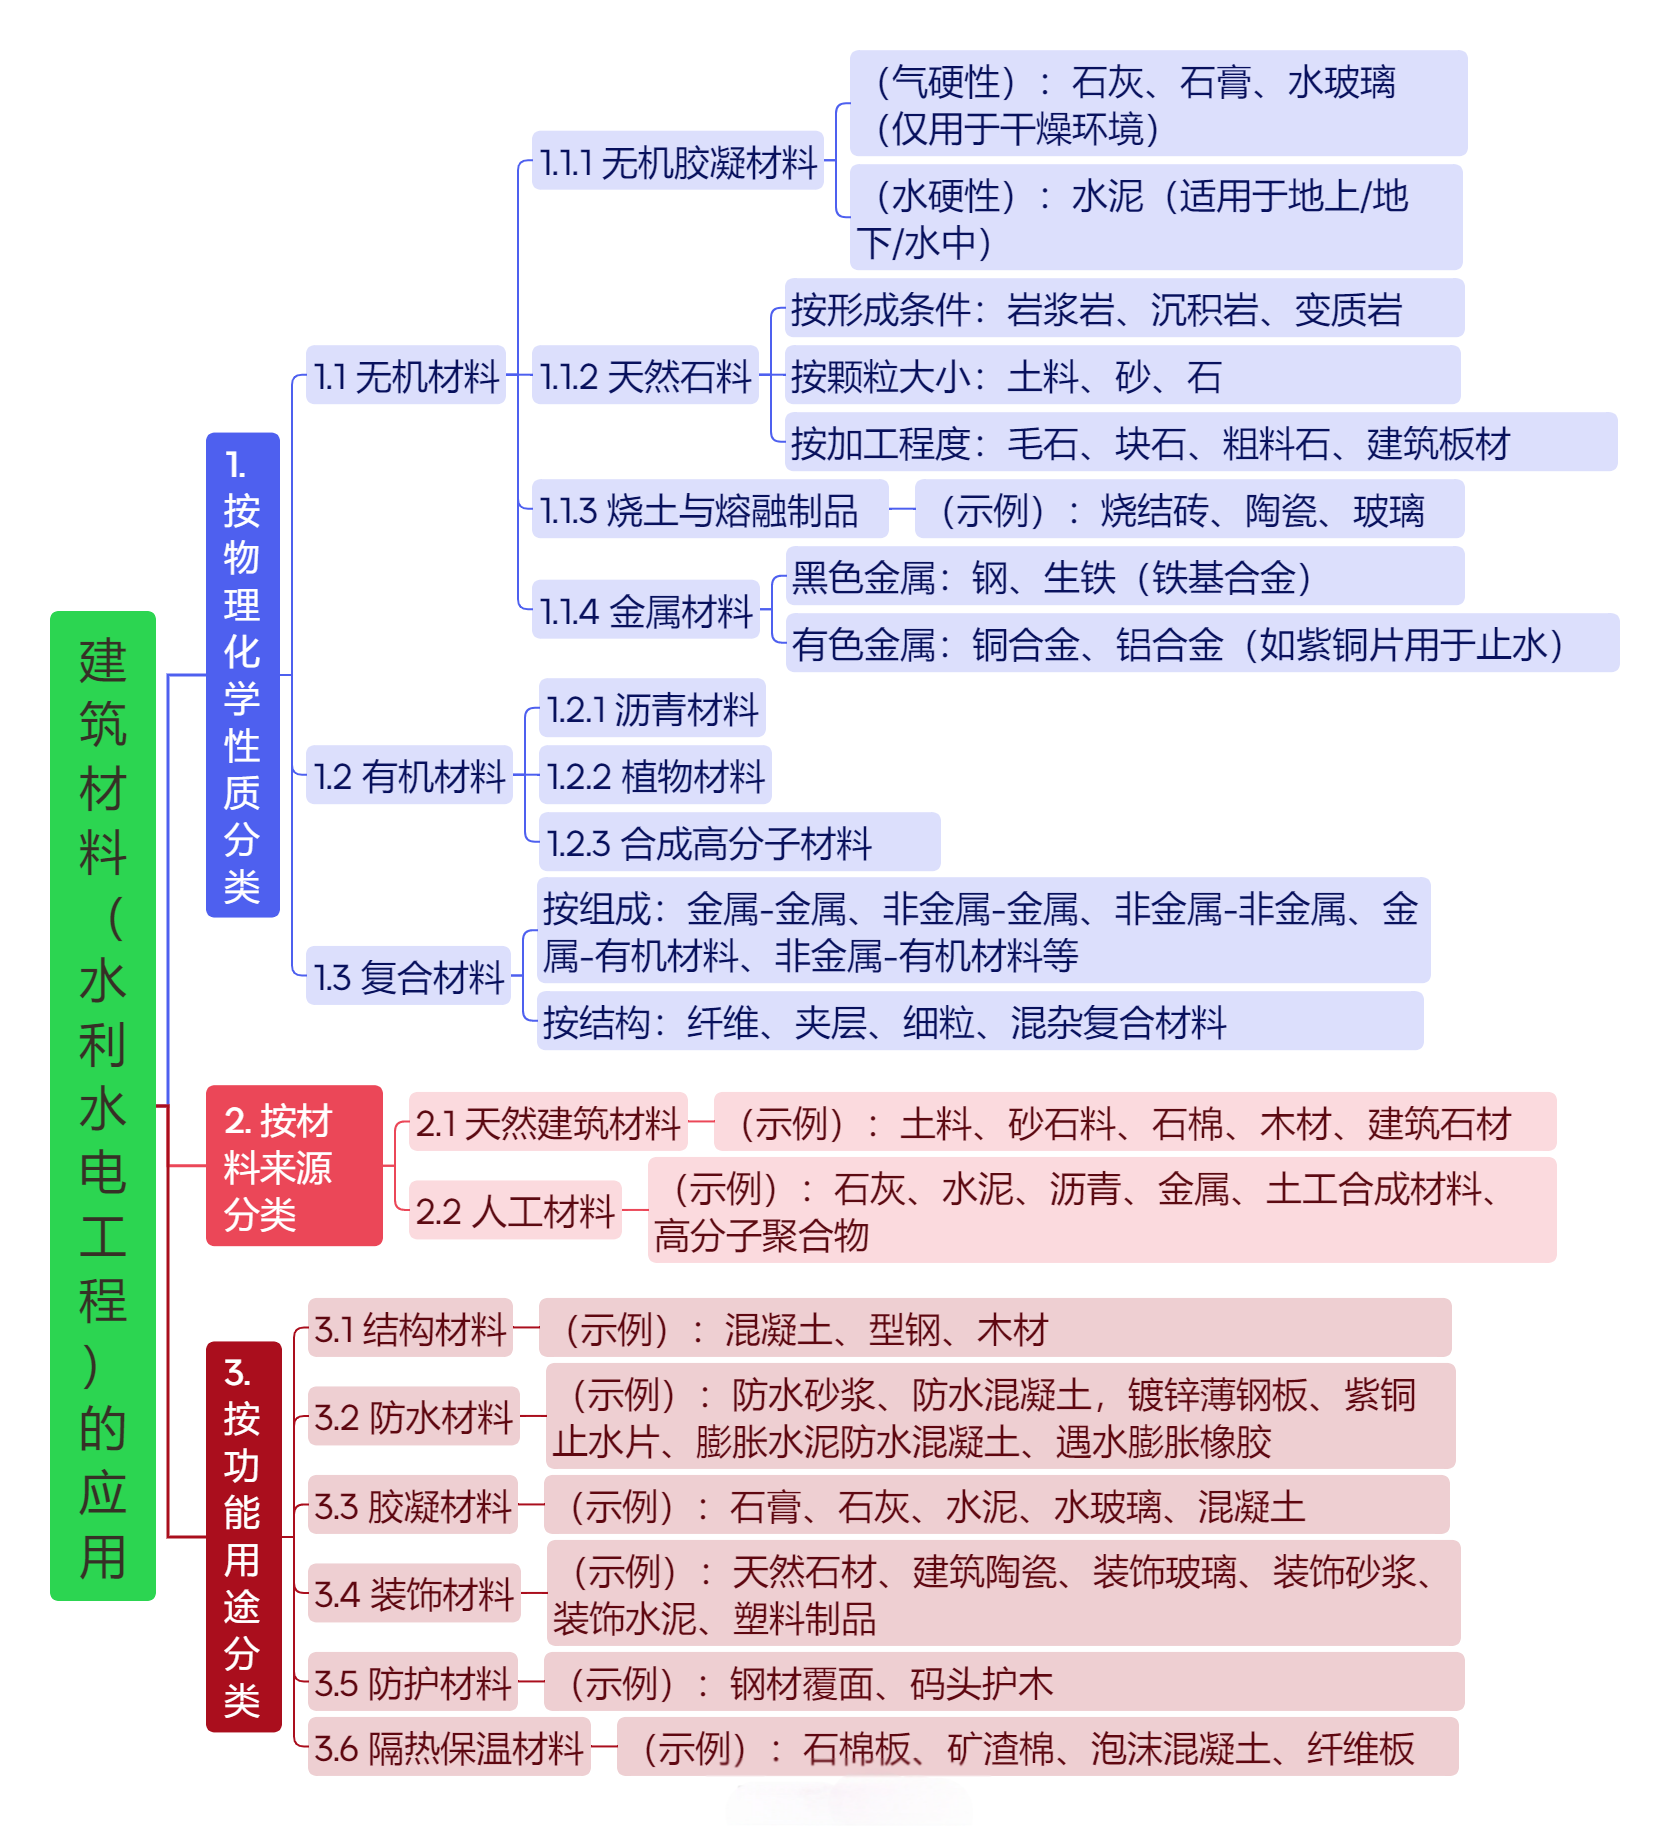 建筑材料（水利水电工程）的应用
1.
按物理化学性质分类
1.1 无机材料
1.1.1 无机胶凝材料
（气硬性）：石灰、石膏、水玻璃
（仅用于干燥环境）
（水硬性）：水泥（适用于地上/地
下/水中）
1.1.2 天然石料
按形成条件：岩浆岩、沉积岩、变质岩
按颗粒大小：土料、砂、石
按加工程度：毛石、块石、粗料石、建筑板材
1.1.3 烧土与熔融制品
（示例）：烧结砖、陶瓷、玻璃
1.1.4 金属材料
黑色金属：钢、生铁（铁基合金）
有色金属：铜合金、铝合金（如紫铜片用于止水）
1.2 有机材料
1.2.1 沥青材料
1.2.2 植物材料
1.2.3 合成高分子材料
1.3 复合材料
按组成：金属-金属、非金属-金属、非金属-非金属、金
属-有机材料、非金属-有机材料等
按结构：纤维、夹层、细粒、混杂复合材料
2. 按材
料来源
分类
2.1 天然建筑材料
（示例）：土料、砂石料、石棉、木材、建筑石材
2.2 人工材料
（示例）：石灰、水泥、沥青、金属、土工合成材料、
高分子聚合物
3.
按功能用途分类
3.1 结构材料
（示例）：混凝土、型钢、木材
3.2 防水材料
（示例）：防水砂浆、防水混凝土，镀锌薄钢板、紫铜
止水片、膨胀水泥防水混凝土、遇水膨胀橡胶
3.3 胶凝材料
（示例）：石膏、石灰、水泥、水玻璃、混凝土
3.4 装饰材料
（示例）：天然石材、建筑陶瓷、装饰玻璃、装饰砂浆、
装饰水泥、塑料制品
3.5 防护材料
（示例）：钢材覆面、码头护木
3.6 隔热保温材料
（示例）：石棉板、矿渣棉、泡沫混凝土、纤维板